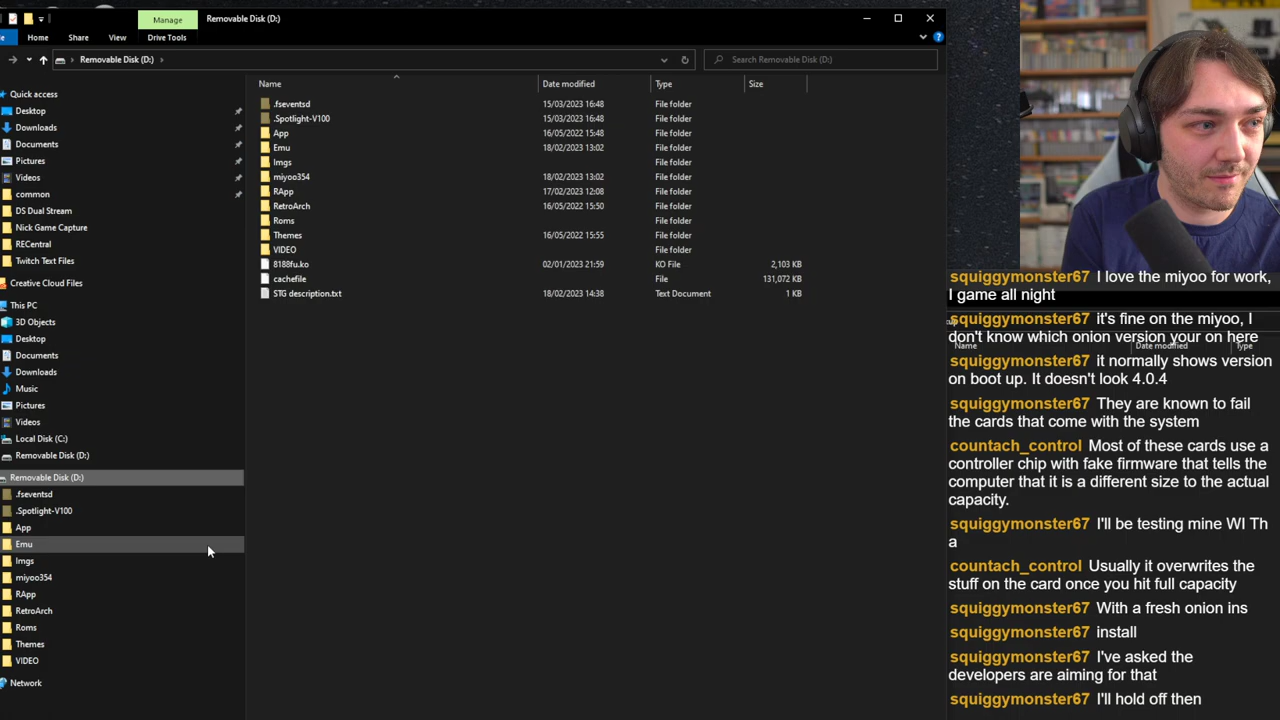 Manage
Removable Disk (D:)
Home
Share
View
Drive Tools
Removable Disk (D:)
Search Removable Disk (D:)
Name
Date modified
Type
Size
.fseventsd 15/03/2023 16:48 File folder
.Spotlight-V100 15/03/2023 16:48 File folder
App 16/05/2022 15:48 File folder
Emu 18/02/2023 13:02 File folder
Imgs File folder
miyoo354 18/02/2023 13:02 File folder
RApp 17/02/2023 12:08 File folder
RetroArch 16/05/2022 15:50 File folder
Roms File folder
Themes 16/05/2022 15:55 File folder
VIDEO File folder
8188fu.ko 02/01/2023 21:59 KO File 2,103 KB
cachefile File 131,072 KB
STG description.txt 18/02/2023 14:38 Text Document 1 KB
Quick access
Desktop
Downloads
Documents
Pictures
Videos
common
DS Dual Stream
Nick Game Capture
RECentral
Twitch Text Files
Creative Cloud Files
This PC
3D Objects
Desktop
Documents
Downloads
Music
Pictures
Videos
Local Disk (C:)
Removable Disk (D:)
Removable Disk (D:)
.fseventsd
.Spotlight-V100
App
Emu
Imgs
miyoo354
RApp
RetroArch
Roms
Themes
VIDEO
Network
squiggymonster67 I love the miyoo for work,
I game all night
squiggymonster67 it's fine on the miyoo, I
don't know which onion version your on here
Name
Date modified
Type
squiggymonster67 it normally shows version
on boot up. It doesn't look 4.0.4
squiggymonster67 They are known to fail
the cards that come with the system
countach_control Most of these cards use a
controller chip with fake firmware that tells the
computer that it is a different size to the actual
capacity.
squiggymonster67 I'll be testing mine WI Th
a
countach_control Usually it overwrites the
stuff on the card once you hit full capacity
squiggymonster67 With a fresh onion ins
squiggymonster67 install
squiggymonster67 I've asked the
developers are aiming for that
squiggymonster67 I'll hold off then